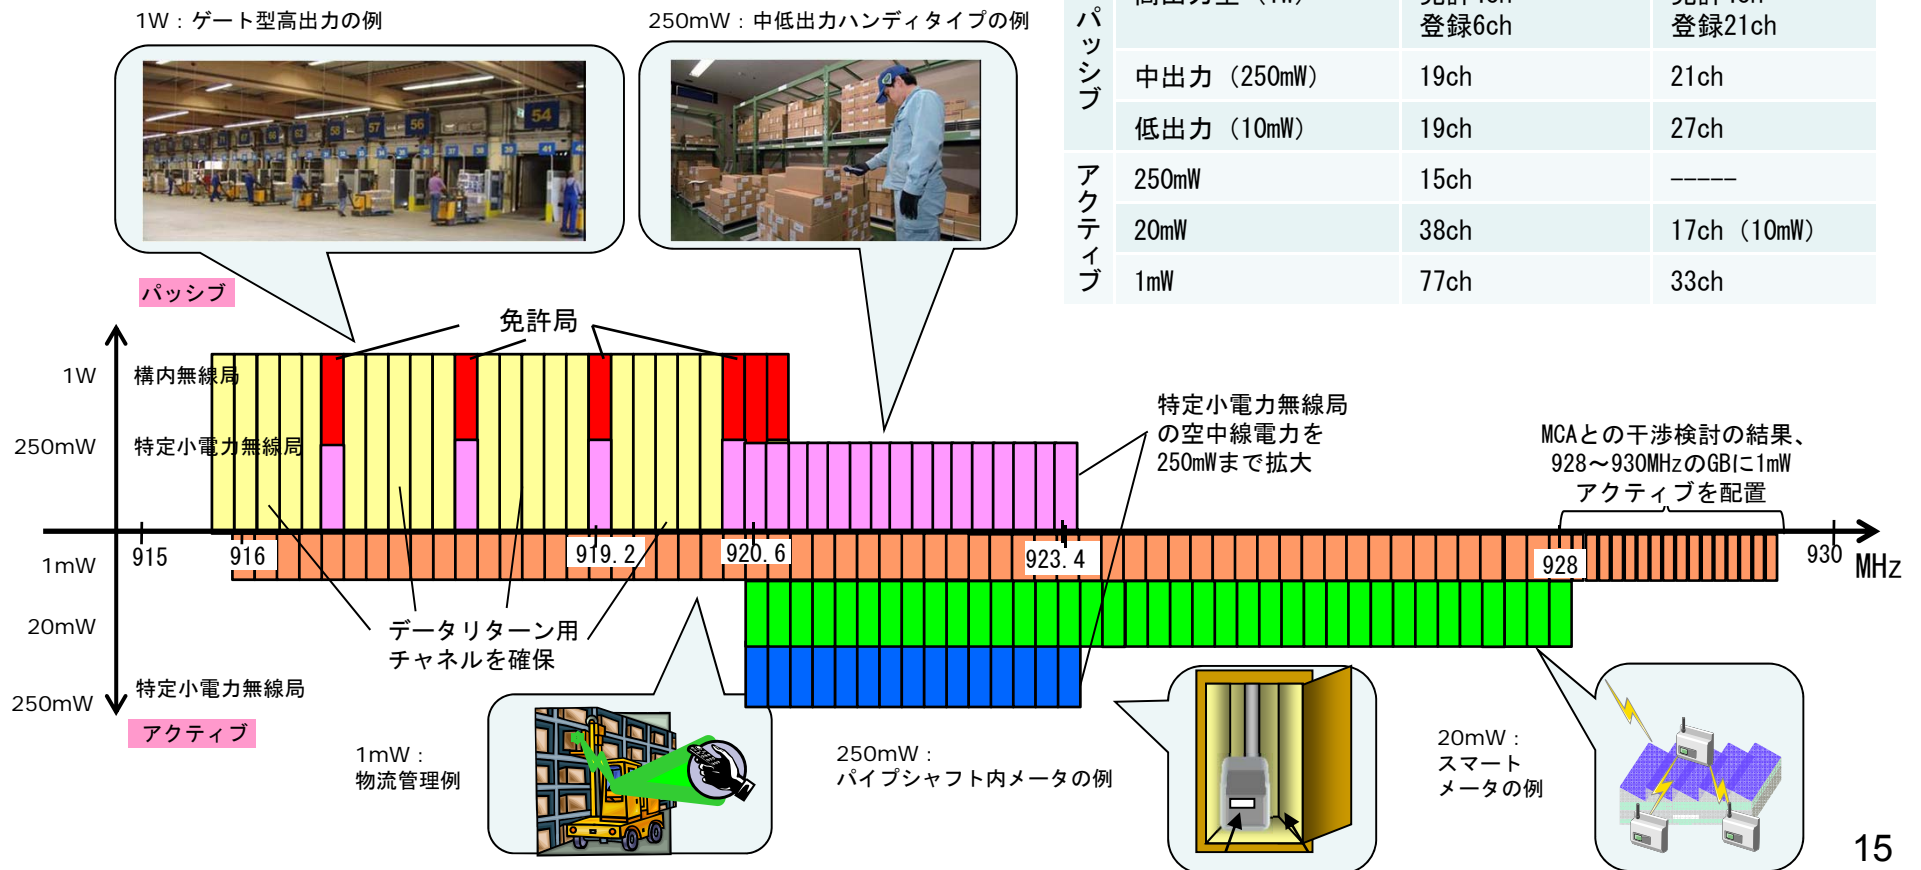 1W：ゲート型高出力の例
250mW：中低出力ハンディタイプの例
54
パッシブ
登録6ch
登録21ch
中出力（250mW）
19ch
21ch
低出力（10mW）
19ch
27ch
アクティブ
250mW
15ch
-----
20mW
38ch
17ch（10mW）
1mW
77ch
33ch
パッシブ
免許局
1W
構内無線局
250mW
特定小電力無線局
特定小電力無線局
の空中線電力を
250mWまで拡大
MCAとの干渉検討の結果、
928～930MHzのGBに1mW
アクティブを配置
915
916
919.2
920.6
923.4
928
930
MHz
1mW
20mW
250mW
データリターン用
チャネルを確保
特定小電力無線局
アクティブ
1mW：
物流管理例
250mW：
パイプシャフト内メータの例
20mW：
スマート
メータの例
15